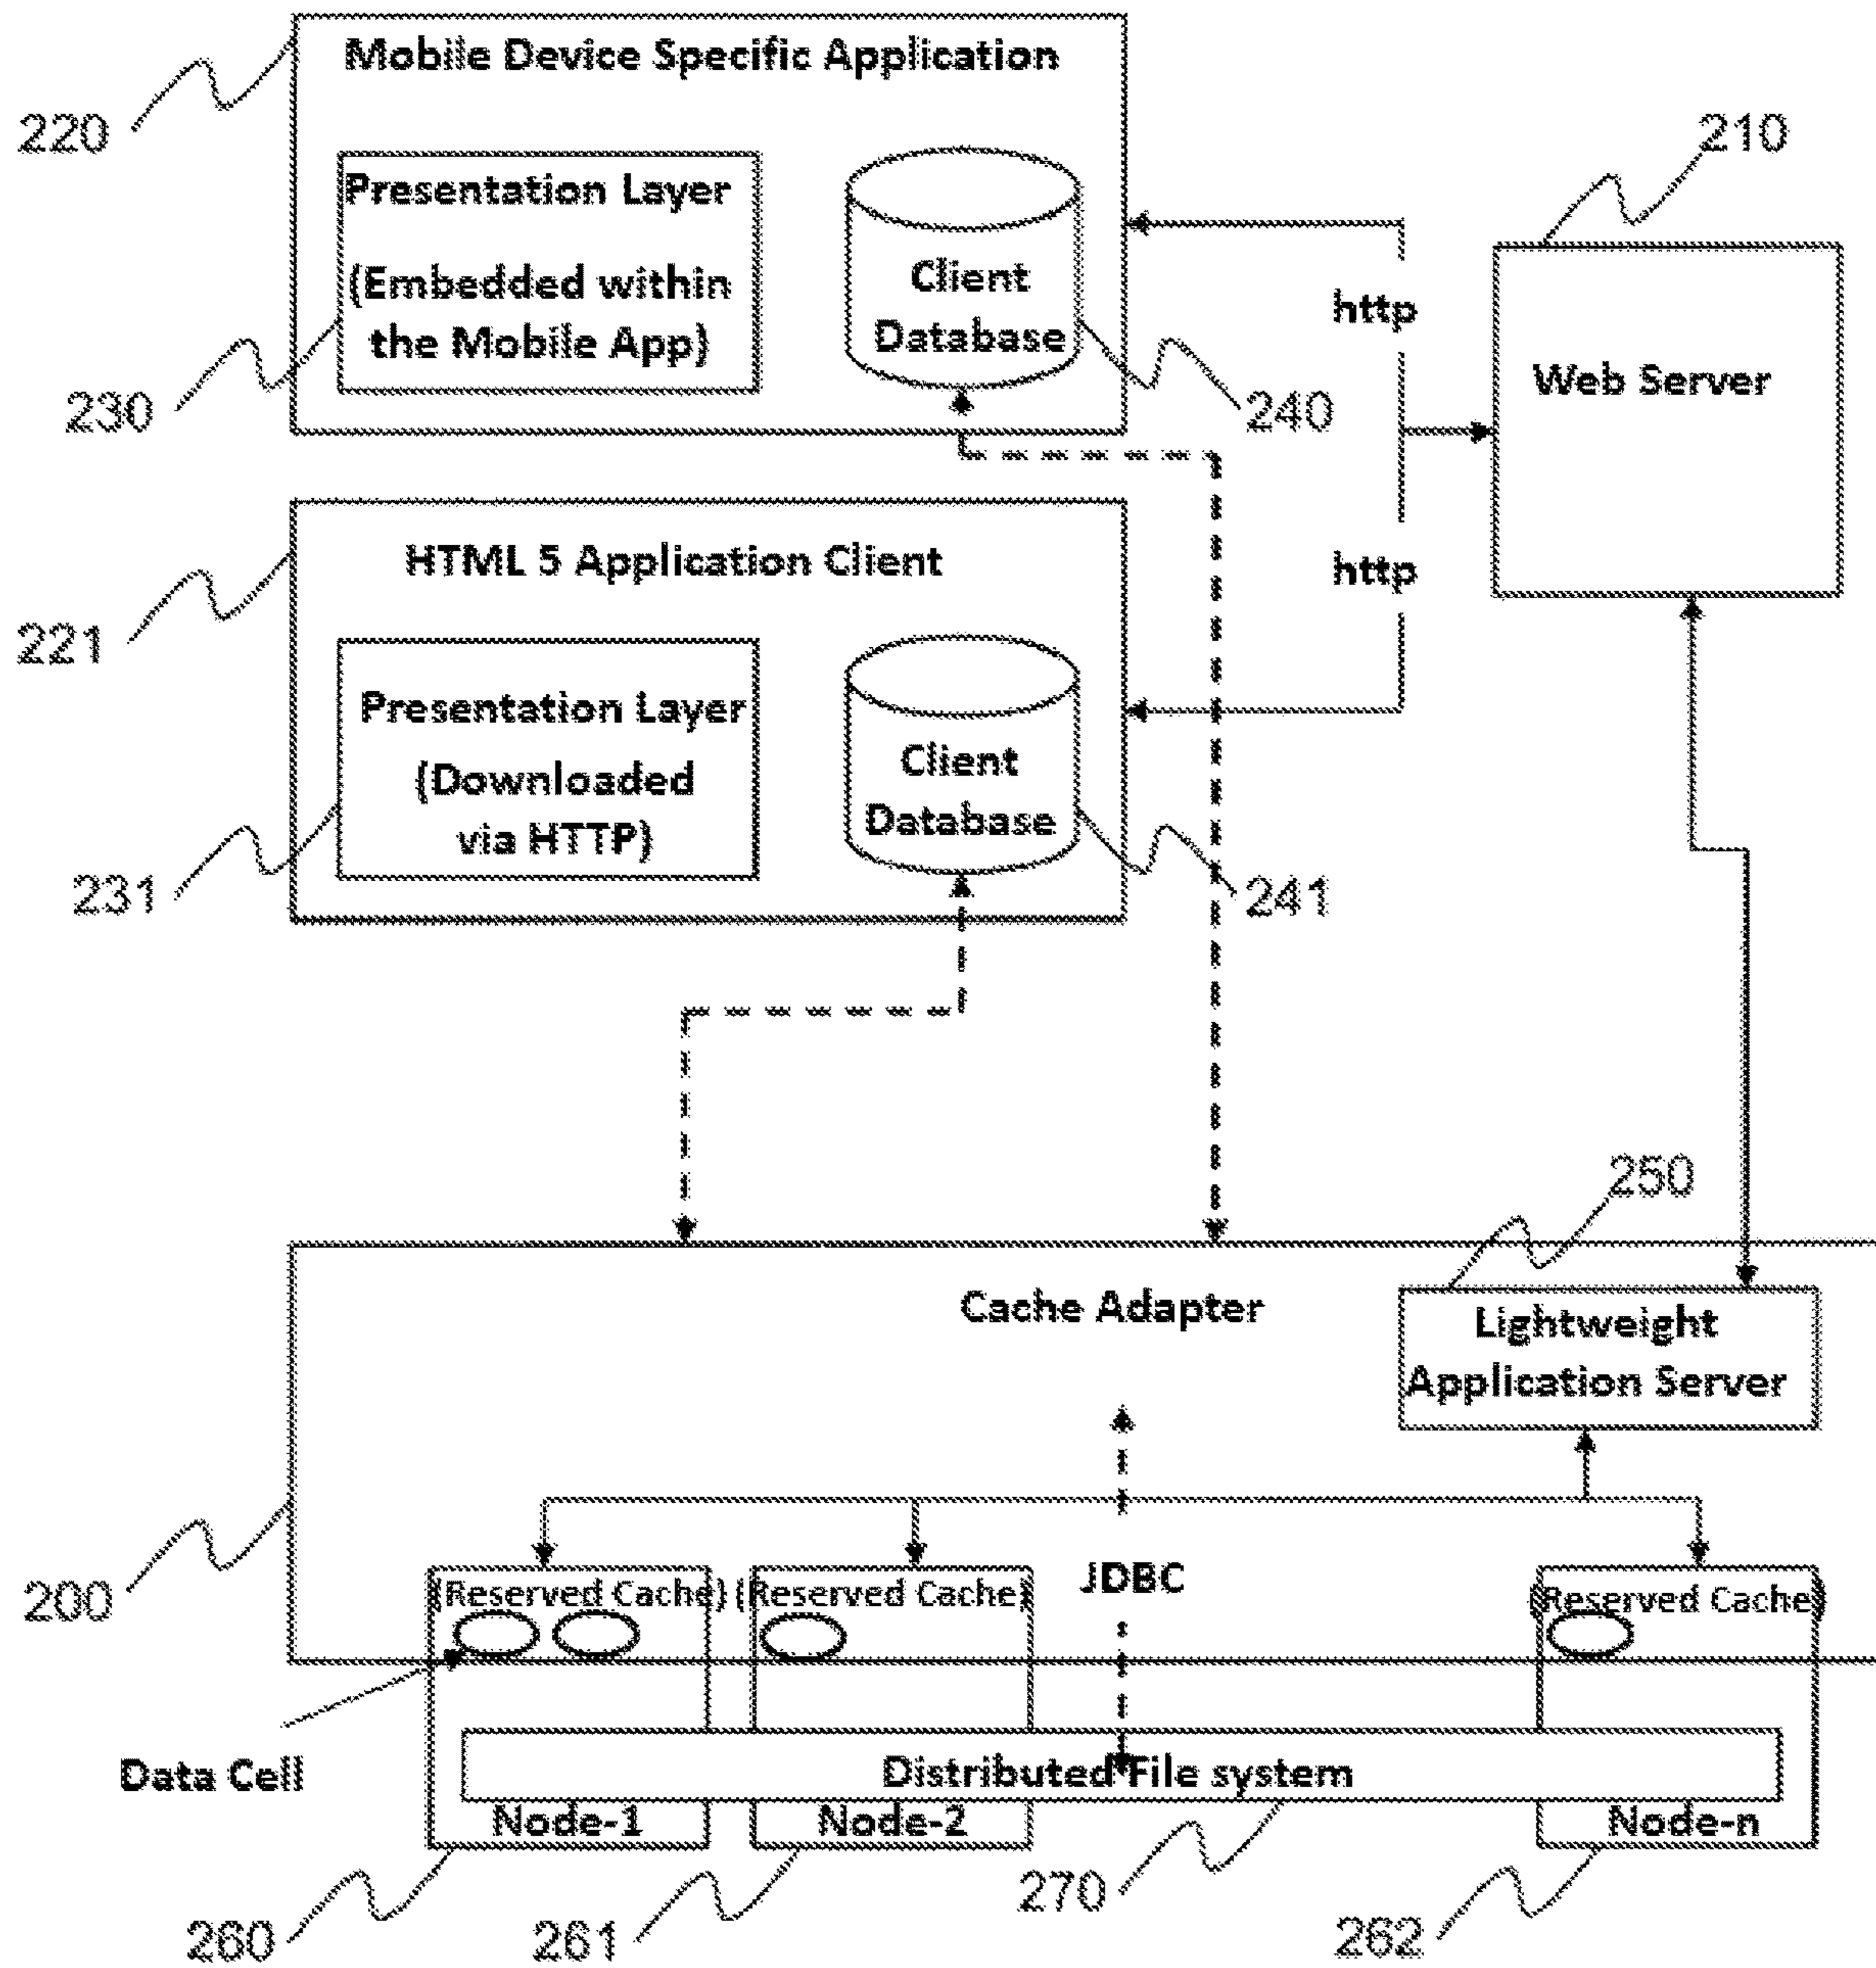 Mobile Device Specific Application
220
210
Presentation Layer
(Embedded within
the Mobile App)
Client
Database
http
Web Server
230
240
HTML 5 Application Client
http
221
Presentation Layer
(Downloaded
via HTTP)
Client
Database
231
241
250
Cache Adapter
Lightweight
Application Server
200
(Reserved Cache)
(Reserved Cache)
JDBC
(Reserved Cache)
Data Cell
Distributed File system
Node-1
Node-2
Node-n
260
261
270
262